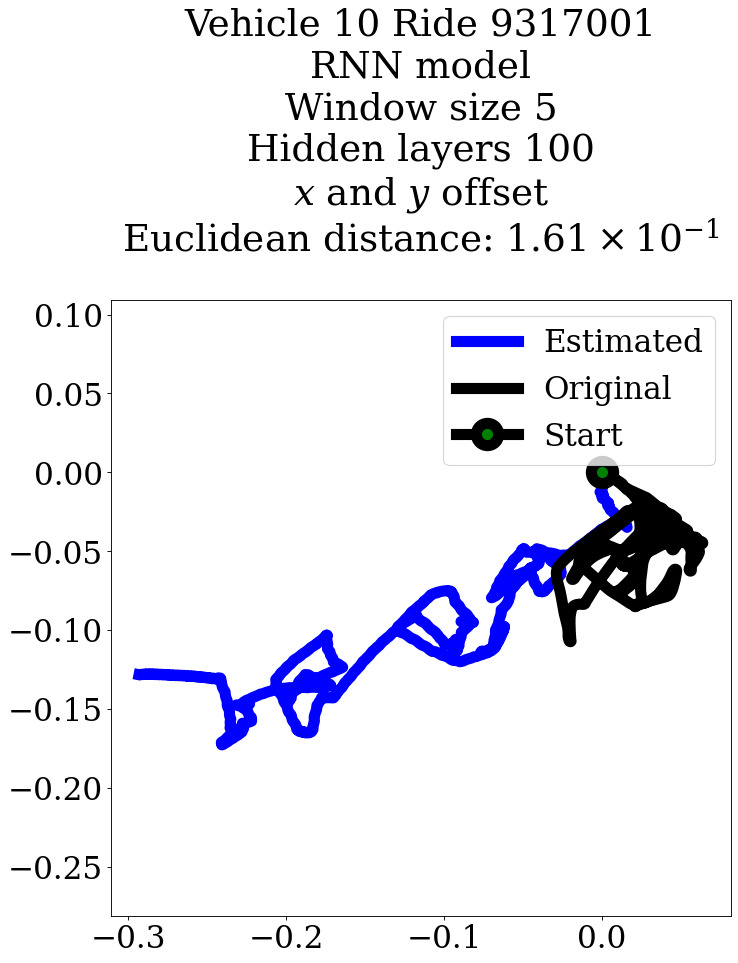 Vehicle 10 Ride 9317001
RNN model
Window size 5
Hidden layers 100
x and y offset
Euclidean distance: 1.61 × 10⁻¹
Estimated
Original
Start
0.10
0.05
0.00
−0.05
−0.10
−0.15
−0.20
−0.25
−0.3
−0.2
−0.1
0.0